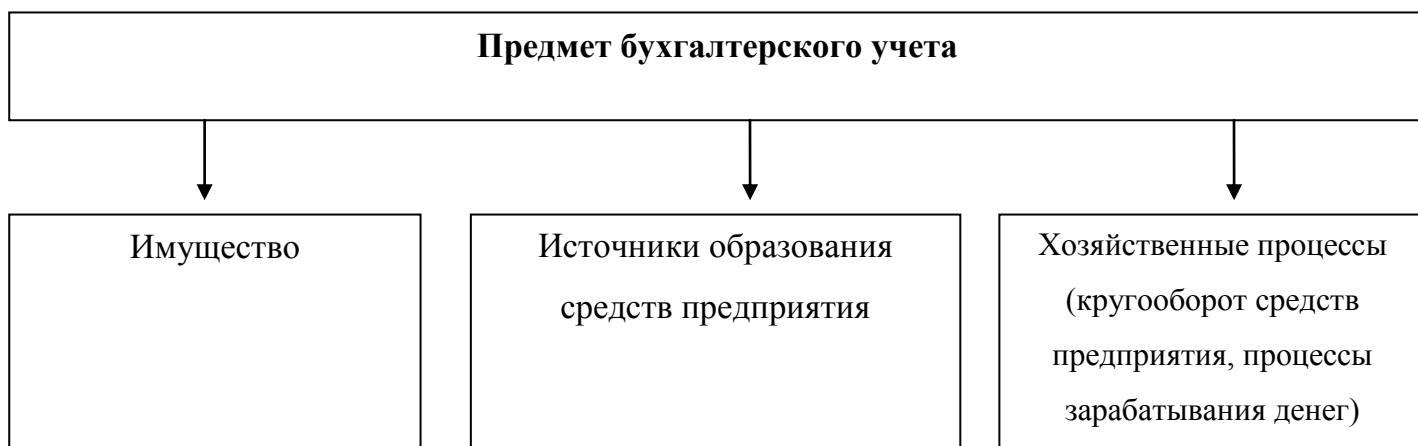 Предмет бухгалтерского учета
Имущество
Источники образования
средств предприятия
Хозяйственные процессы
(кругооборот средств
предприятия, процессы
зарабатывания денег)